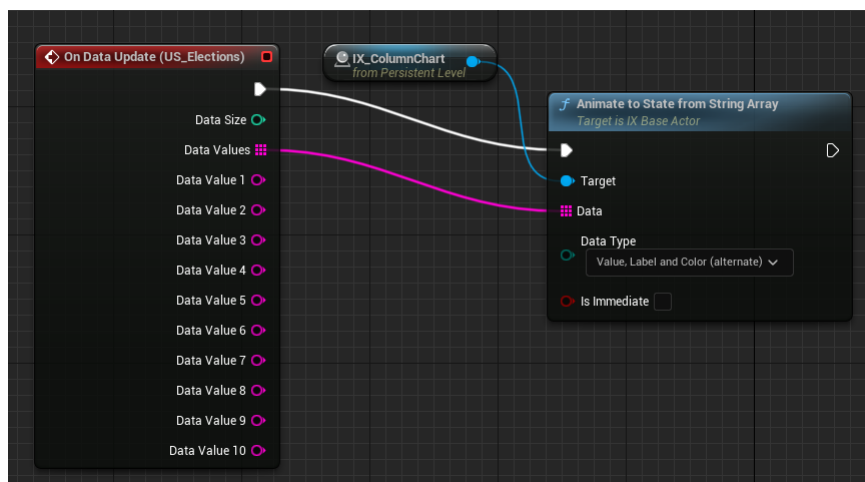 On Data Update (US_Elections)
Data Size
Data Values
Data Value 1
Data Value 2
Data Value 3
Data Value 4
Data Value 5
Data Value 6
Data Value 7
Data Value 8
Data Value 9
Data Value 10
IX_ColumnChart
from Persistent Level
f Animate to State from String Array
Target is IX Base Actor
Target
Data
Data Type
Value, Label and Color (alternate)
Is Immediate